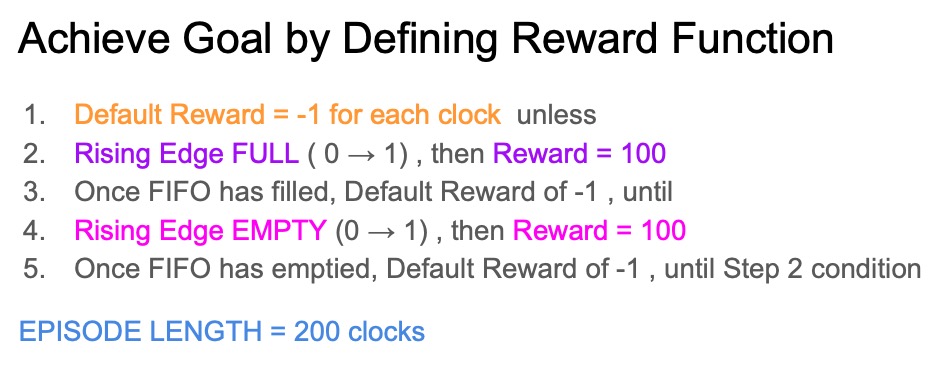 Achieve Goal by Defining Reward Function
1. Default Reward = -1 for each clock unless
2. Rising Edge FULL ( 0 → 1) , then Reward = 100
3. Once FIFO has filled, Default Reward of -1 , until
4. Rising Edge EMPTY (0 → 1) , then Reward = 100
5. Once FIFO has emptied, Default Reward of -1 , until Step 2 condition
EPISODE LENGTH = 200 clocks